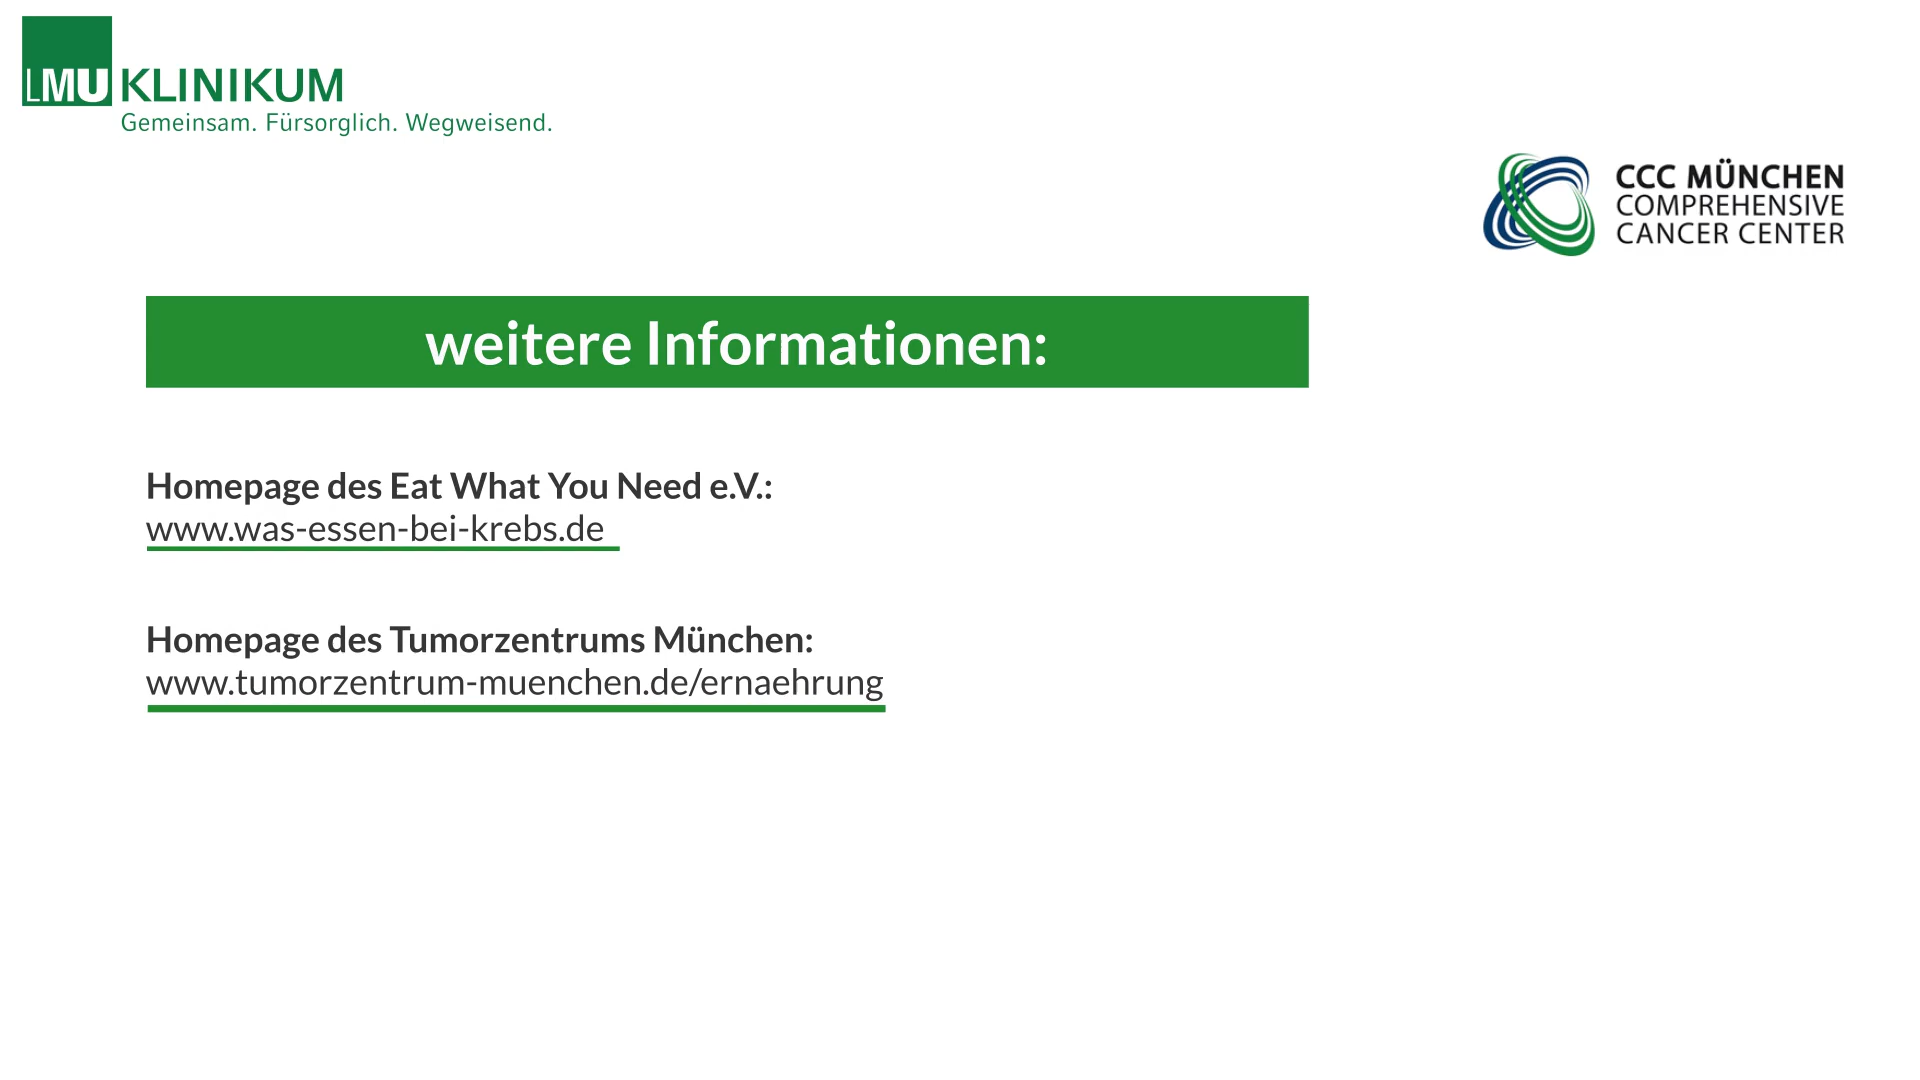 LMU KLINIKUM
Gemeinsam. Fürsorglich. Wegweisend.
CCC MÜNCHEN
COMPREHENSIVE
CANCER CENTER
weitere Informationen:
Homepage des Eat What You Need e.V.:
www.was-essen-bei-krebs.de
Homepage des Tumorzentrums München:
www.tumorzentrum-muenchen.de/ernaehrung